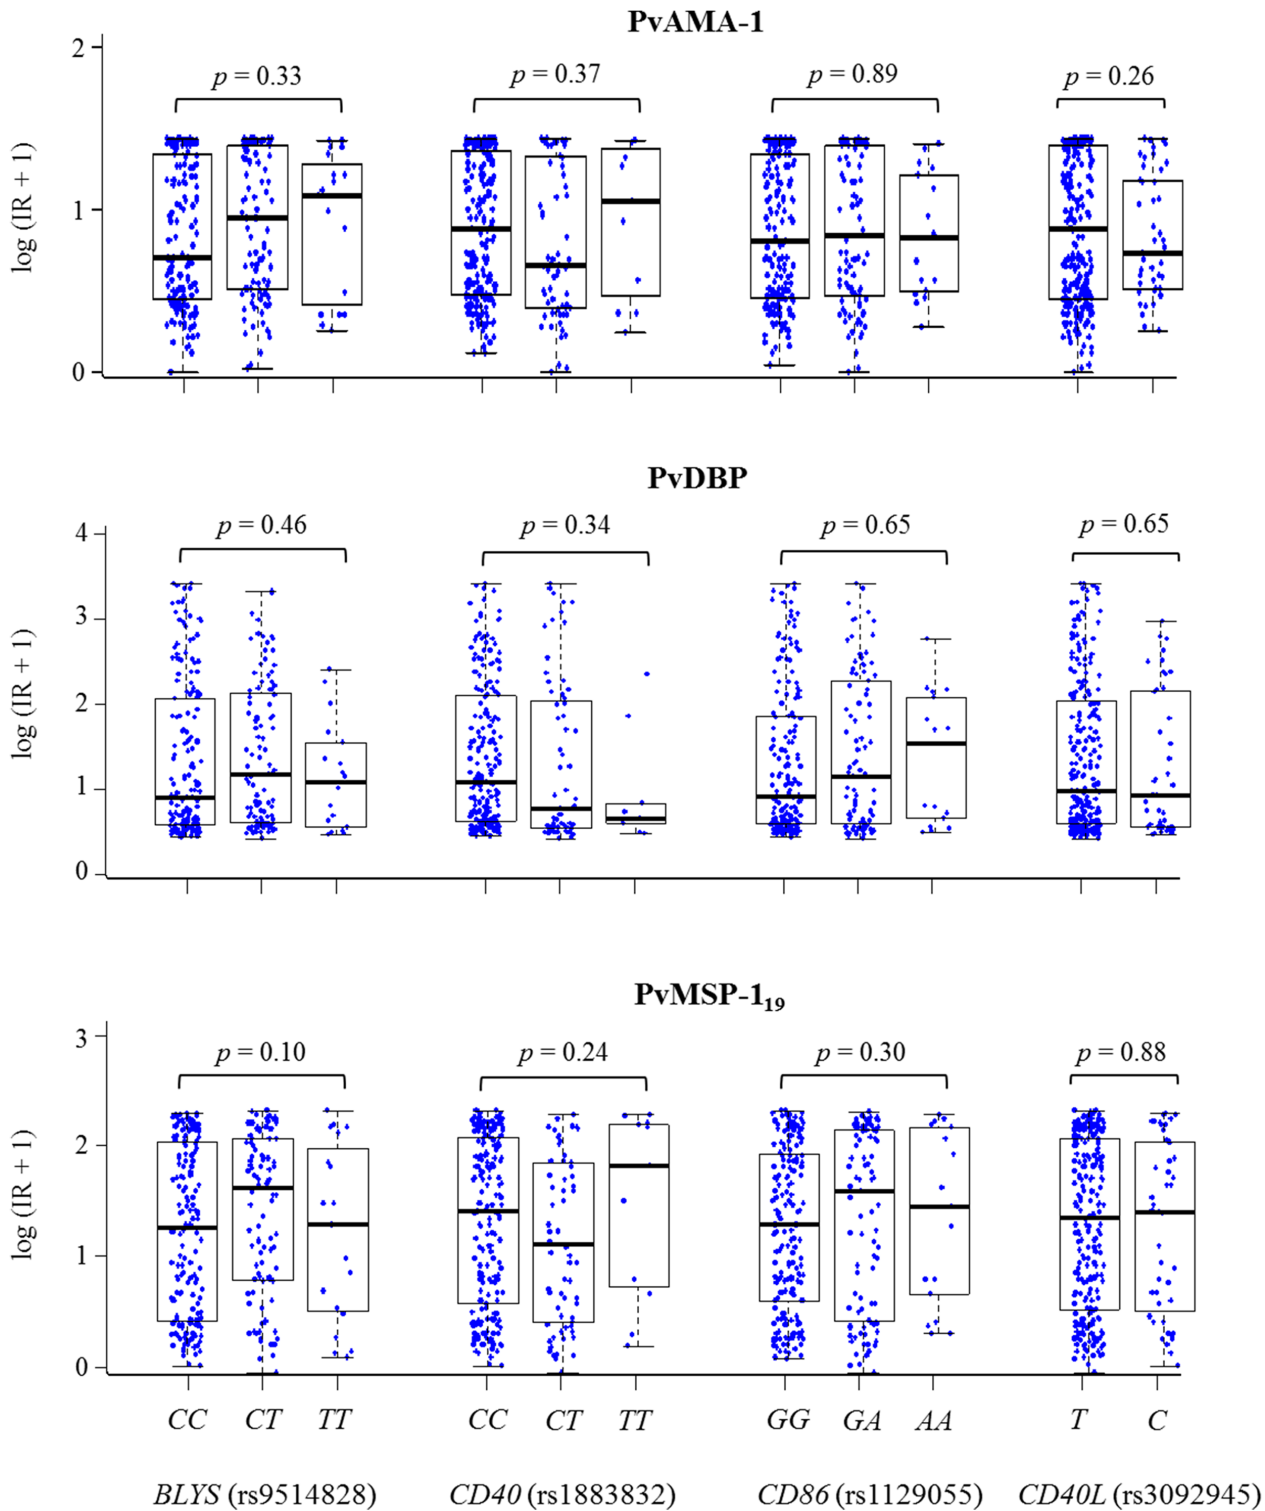 PvAMA-1
2
p = 0.33 p = 0.37 p = 0.89 p = 0.26
log (IR + 1)
1
0
PvDBP
4
p = 0.46 p = 0.34 p = 0.65 p = 0.65
3
log (IR + 1)
2
1
0
PvMSP-1₁₉
3
p = 0.10 p = 0.24 p = 0.30 p = 0.88
2
log (IR + 1)
1
0
CC CT TT CC CT TT GG GA AA T C
BLYS (rs9514828) CD40 (rs1883832) CD86 (rs1129055) CD40L (rs3092945)